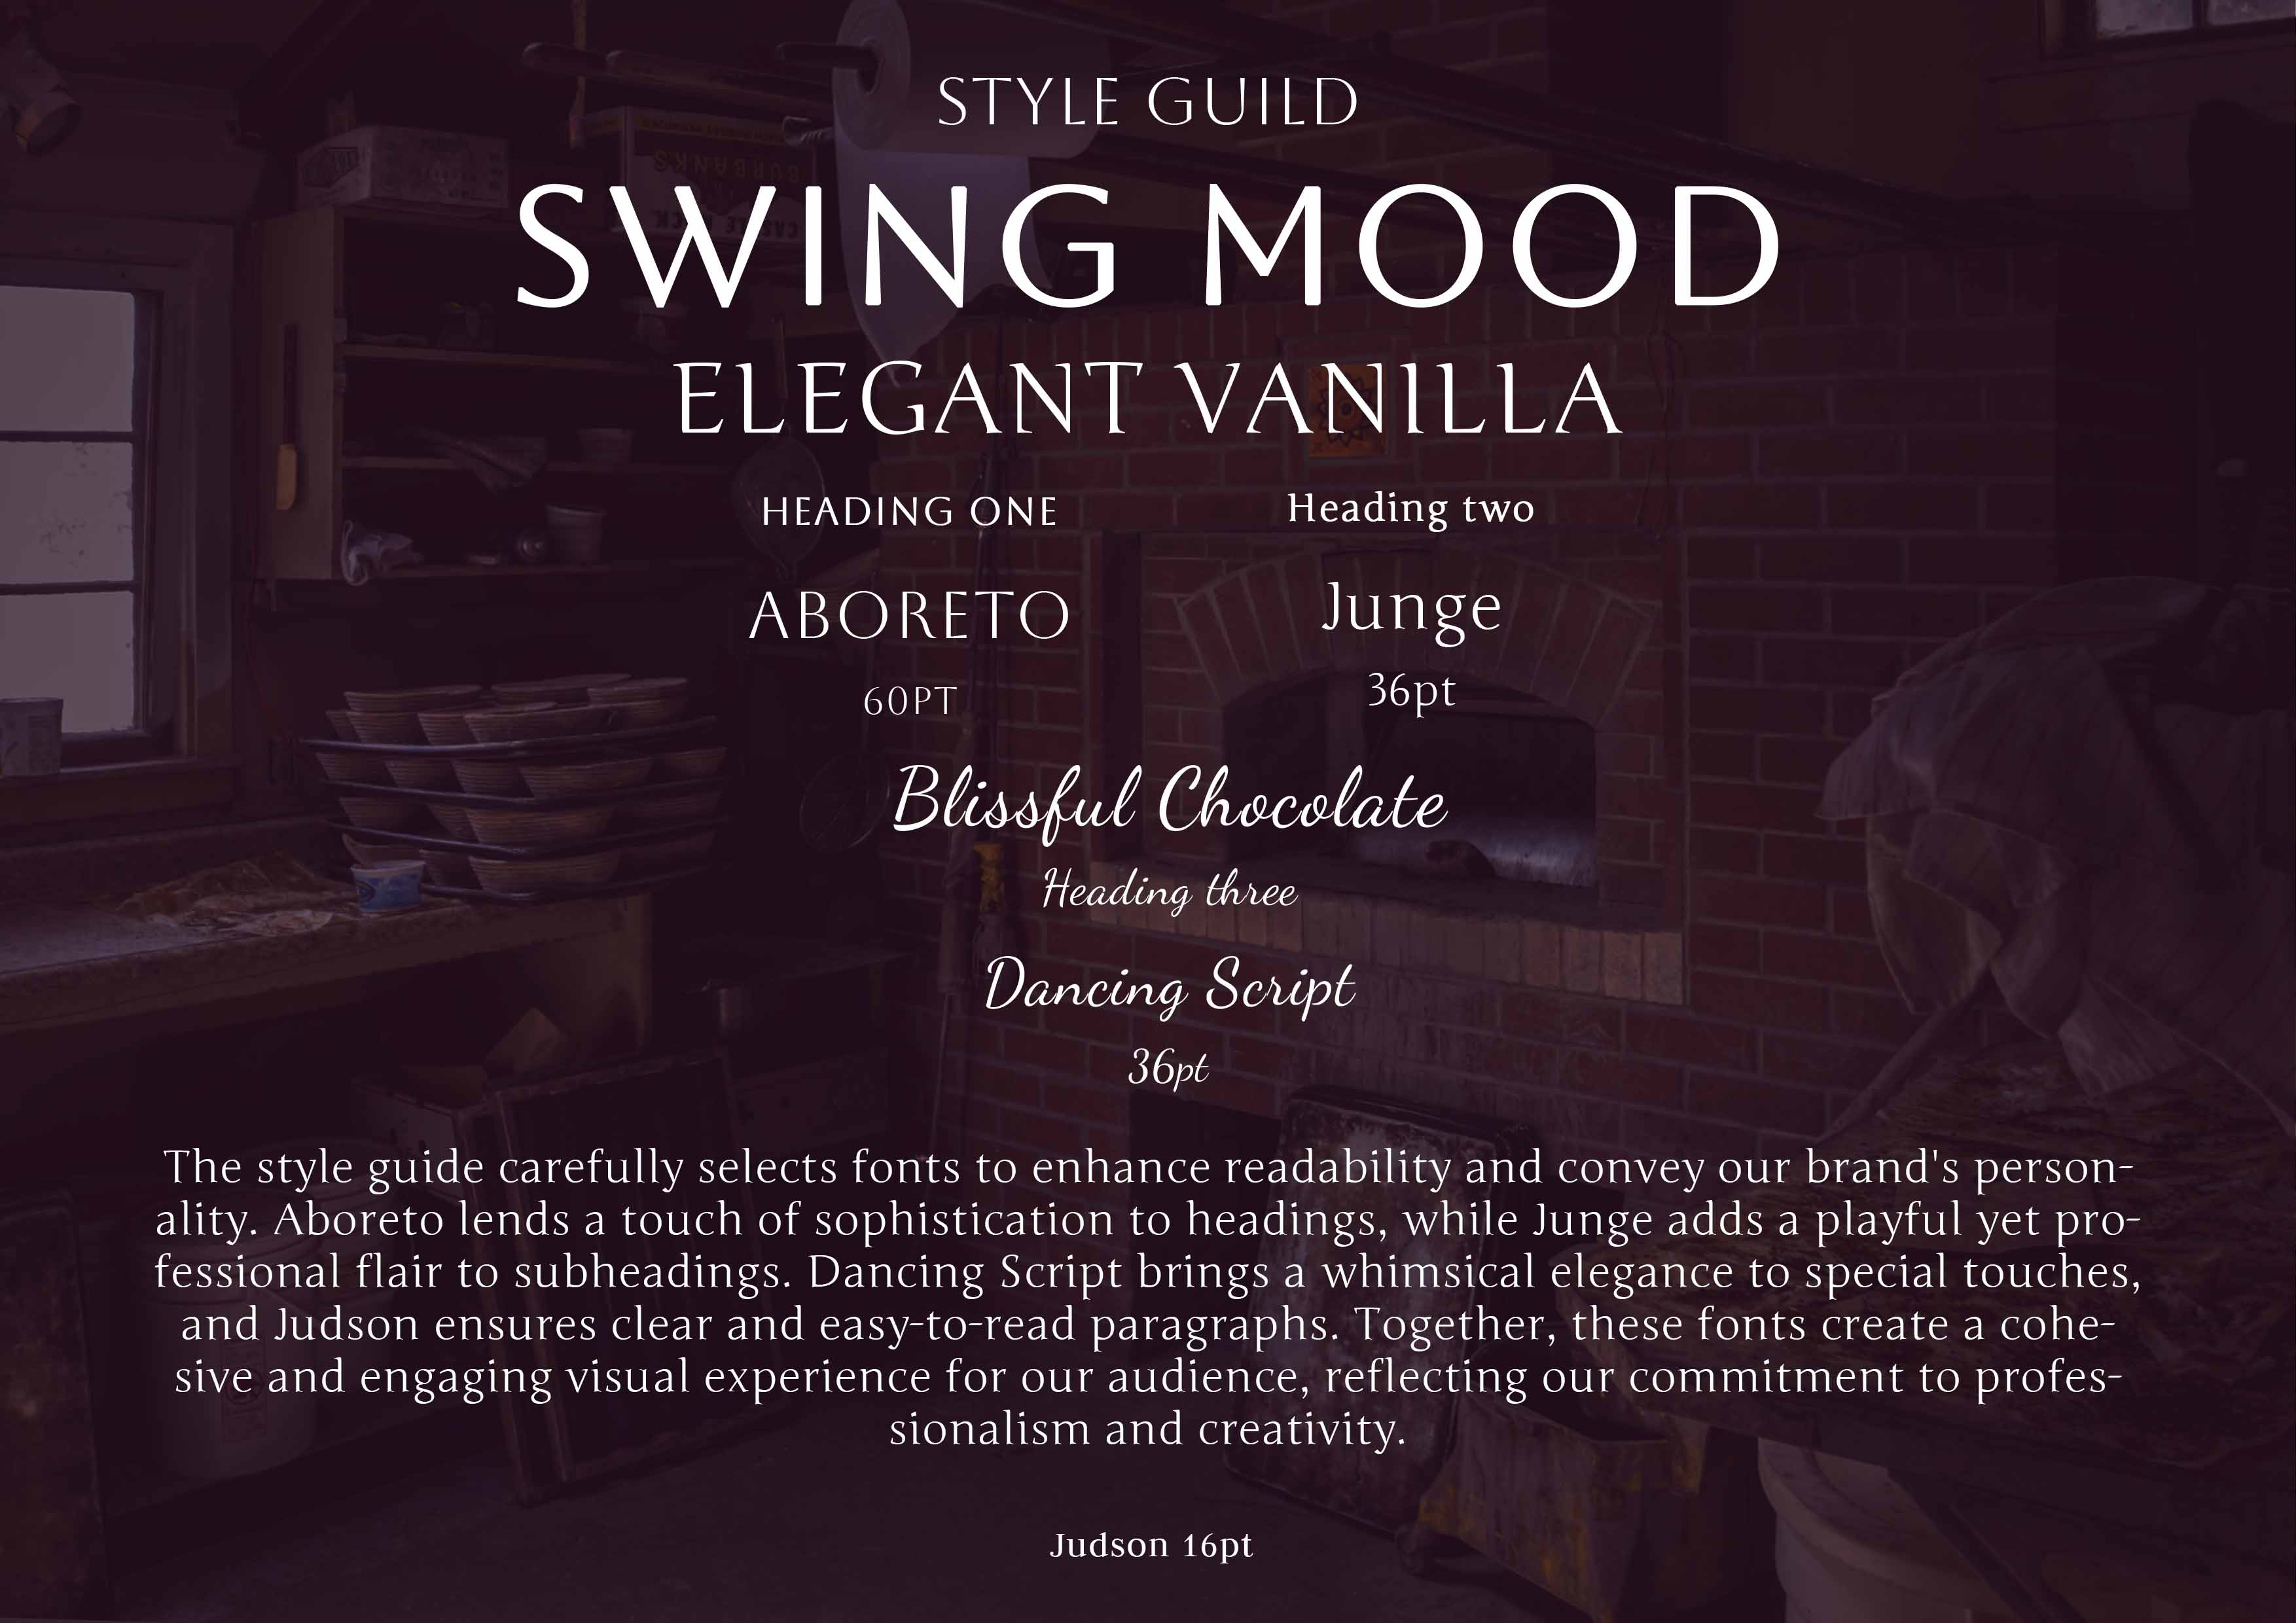 STYLE GUILD
SWING MOOD
ELEGANT VANILLA
HEADING ONE
Heading two
ABORETO
Junge
60PT
36pt
Blissful Chocolate
Heading three
Dancing Script
36pt
The style guide carefully selects fonts to enhance readability and convey our brand's person-
ality. Aboreto lends a touch of sophistication to headings, while Junge adds a playful yet pro-
fessional flair to subheadings. Dancing Script brings a whimsical elegance to special touches,
and Judson ensures clear and easy-to-read paragraphs. Together, these fonts create a cohe-
sive and engaging visual experience for our audience, reflecting our commitment to profes-
sionalism and creativity.
Judson 16pt
BURBANKS